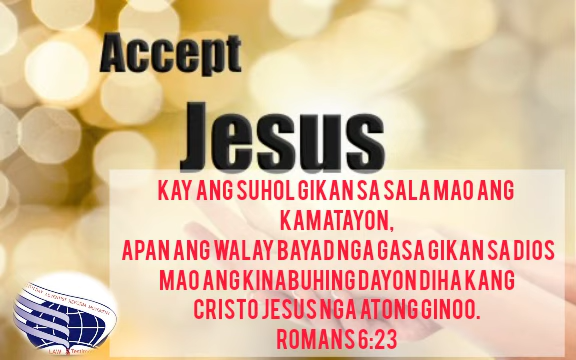 Accept
Jesus
KAY ANG SUHOL GIKAN SA SALA MAO ANG
KAMATAYON,
APAN ANG WALAY BAYAD NGA GASA GIKAN SA DIOS
MAO ANG KINABUHING DAYON DIHA KANG
CRISTO JESUS NGA ATONG GINOO.
ROMANS 6:23
LAW